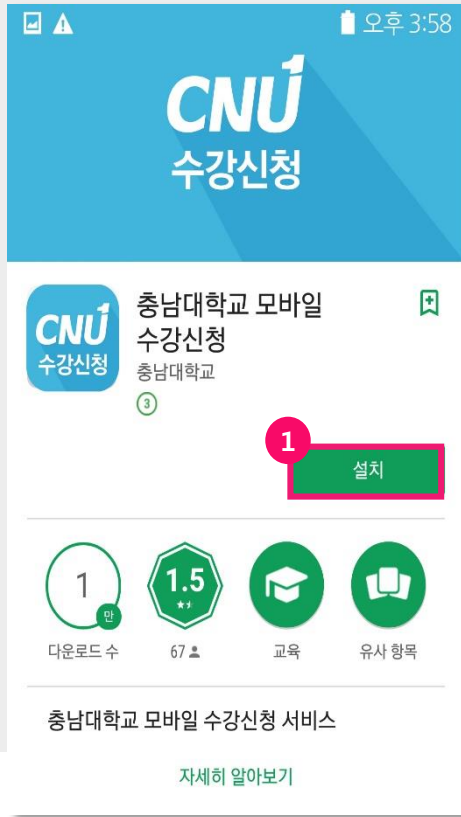 오후 3:58
CNU
수강신청
CNU
수강신청
충남대학교 모바일
수강신청
충남대학교
3
1
설치
1
만
1.5
다운로드 수
67
교육
유사 항목
충남대학교 모바일 수강신청 서비스
자세히 알아보기